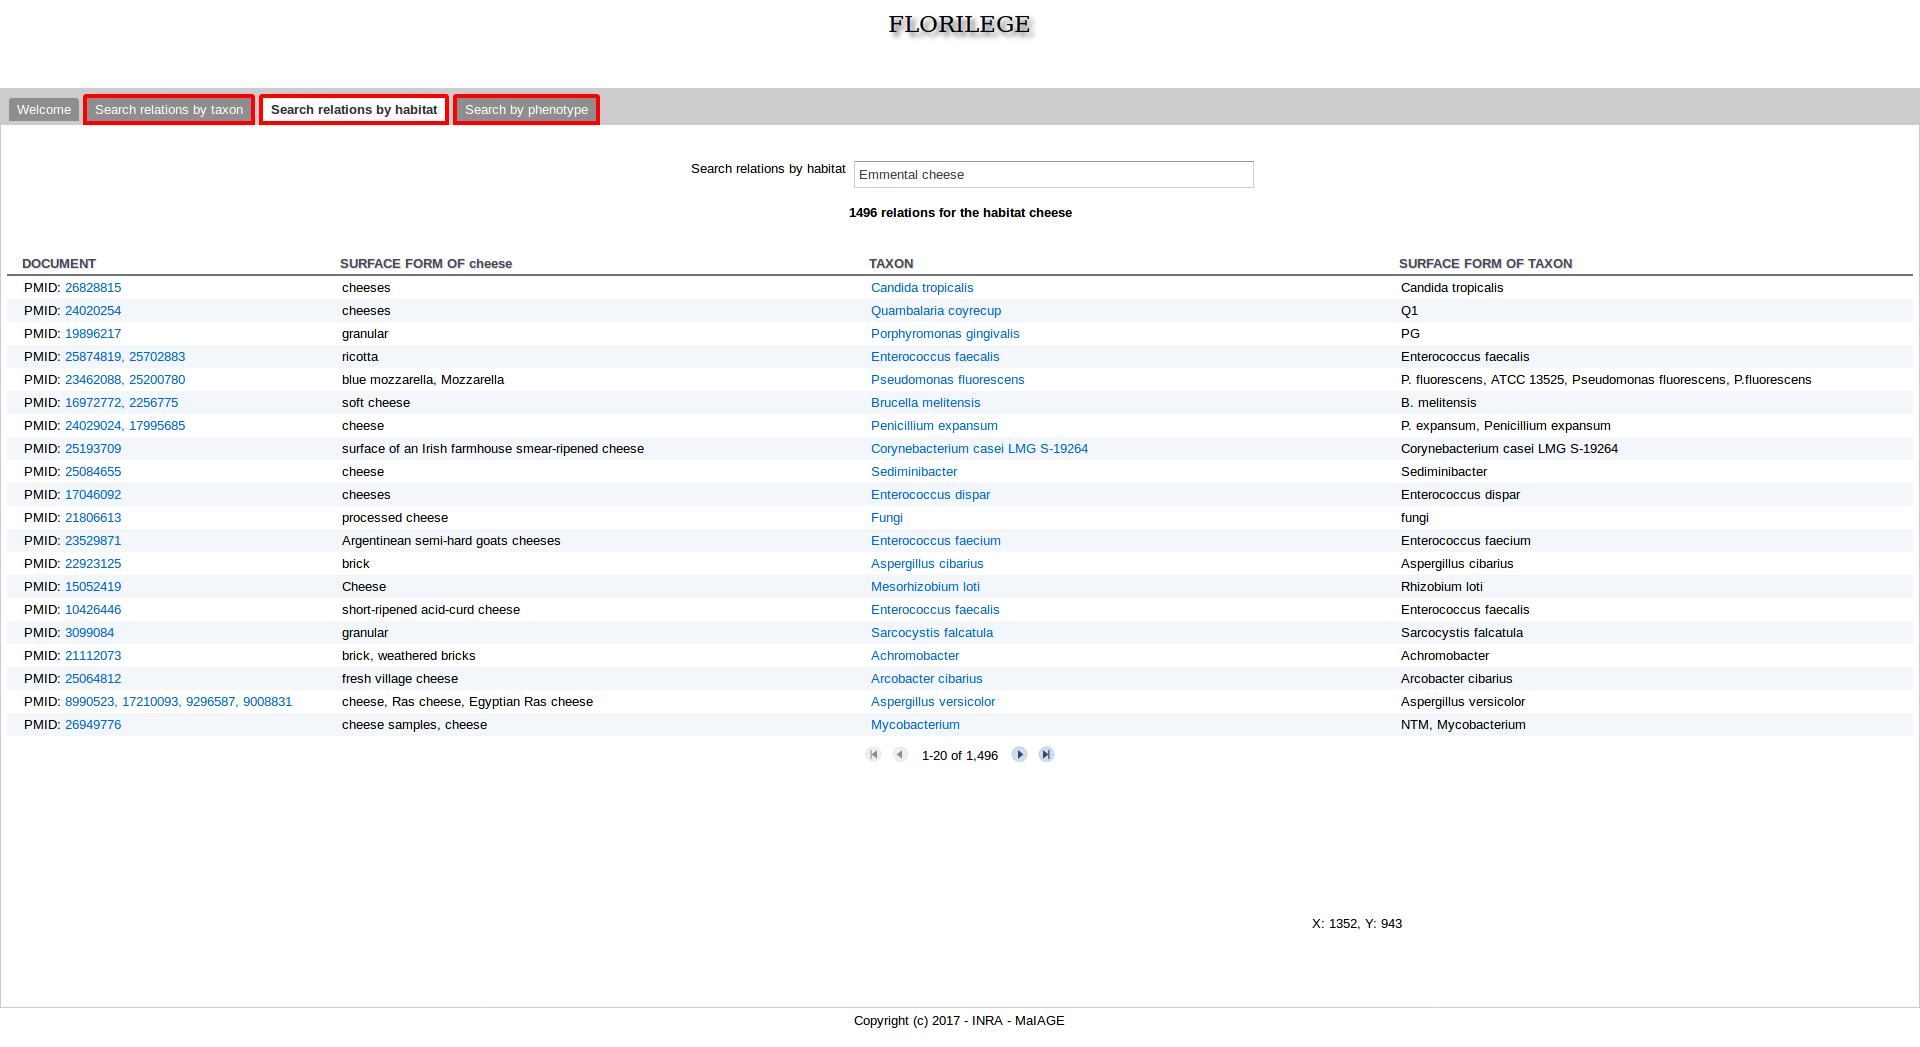 FLORILEGE
Welcome Search relations by taxon Search relations by habitat Search by phenotype
Search relations by habitat Emmental cheese
1496 relations for the habitat cheese
DOCUMENT SURFACE FORM OF cheese TAXON SURFACE FORM OF TAXON
PMID: 26828815 cheeses Candida tropicalis Candida tropicalis
PMID: 24020254 cheeses Quambalaria coyrecup Q1
PMID: 19896217 granular Porphyromonas gingivalis PG
PMID: 25874819, 25702883 ricotta Enterococcus faecalis Enterococcus faecalis
PMID: 23462088, 25200780 blue mozzarella, Mozzarella Pseudomonas fluorescens P. fluorescens, ATCC 13525, Pseudomonas fluorescens, P.fluorescens
PMID: 16972772, 2256775 soft cheese Brucella melitensis B. melitensis
PMID: 24029024, 17995685 cheese Penicillium expansum P. expansum, Penicillium expansum
PMID: 25193709 surface of an Irish farmhouse smear-ripened cheese Corynebacterium casei LMG S-19264 Corynebacterium casei LMG S-19264
PMID: 25084655 cheese Sediminibacter Sediminibacter
PMID: 17046092 cheeses Enterococcus dispar Enterococcus dispar
PMID: 21806613 processed cheese Fungi fungi
PMID: 23529871 Argentinean semi-hard goats cheeses Enterococcus faecium Enterococcus faecium
PMID: 22923125 brick Aspergillus cibarius Aspergillus cibarius
PMID: 15052419 Cheese Mesorhizobium loti Rhizobium loti
PMID: 10426446 short-ripened acid-curd cheese Enterococcus faecalis Enterococcus faecalis
PMID: 3099084 granular Sarcocystis falcatula Sarcocystis falcatula
PMID: 21112073 brick, weathered bricks Achromobacter Achromobacter
PMID: 25064812 fresh village cheese Arcobacter cibarius Arcobacter cibarius
PMID: 8990523, 17210093, 9296587, 9008831 cheese, Ras cheese, Egyptian Ras cheese Aspergillus versicolor Aspergillus versicolor
PMID: 26949776 cheese samples, cheese Mycobacterium NTM, Mycobacterium
1-20 of 1,496
X: 1352, Y: 943
Copyright (c) 2017 - INRA - MaIAGE